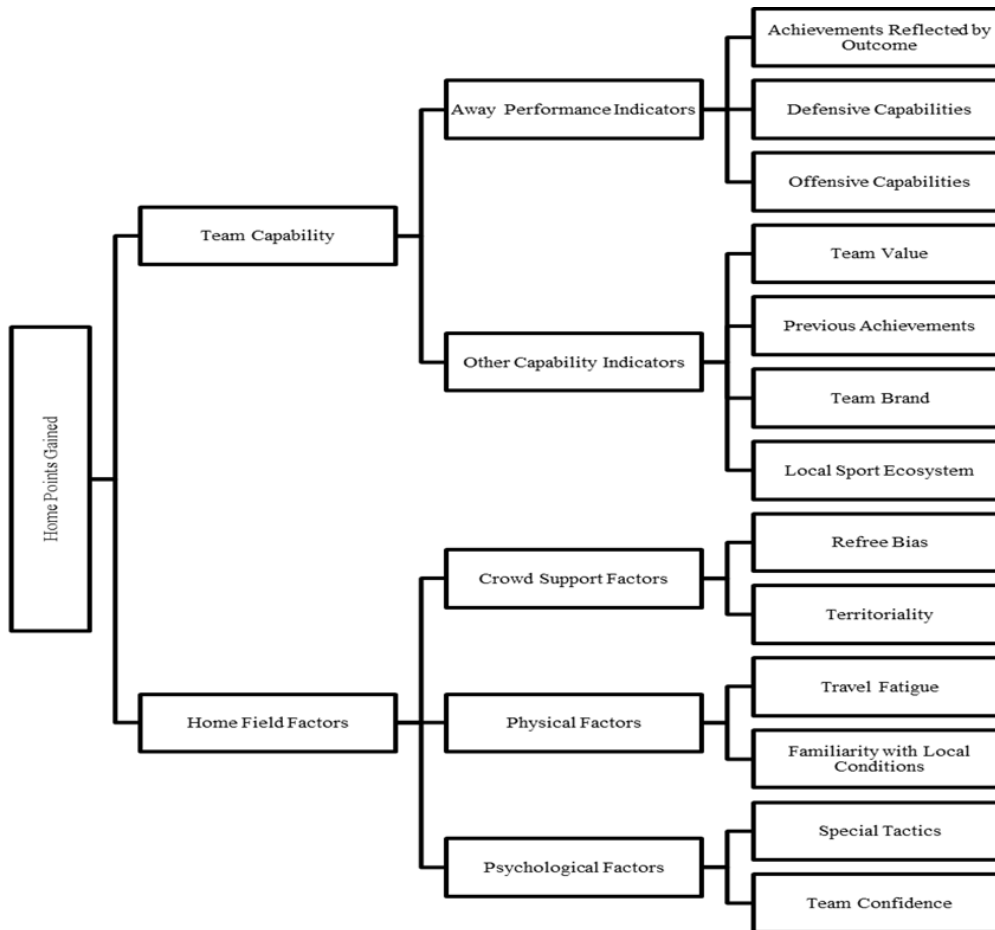 Achievements Reflected by
Outcome
Away Performance Indicators
Defensive Capabilities
Offensive Capabilities
Team Capability
Team Value
Previous Achievements
Other Capability Indicators
Team Brand
Local Sport Ecosystem
Home Points Gained
Refree Bias
Crowd Support Factors
Territoriality
Travel Fatigue
Home Field Factors
Physical Factors
Familiarity with Local
Conditions
Special Tactics
Psychological Factors
Team Confidence